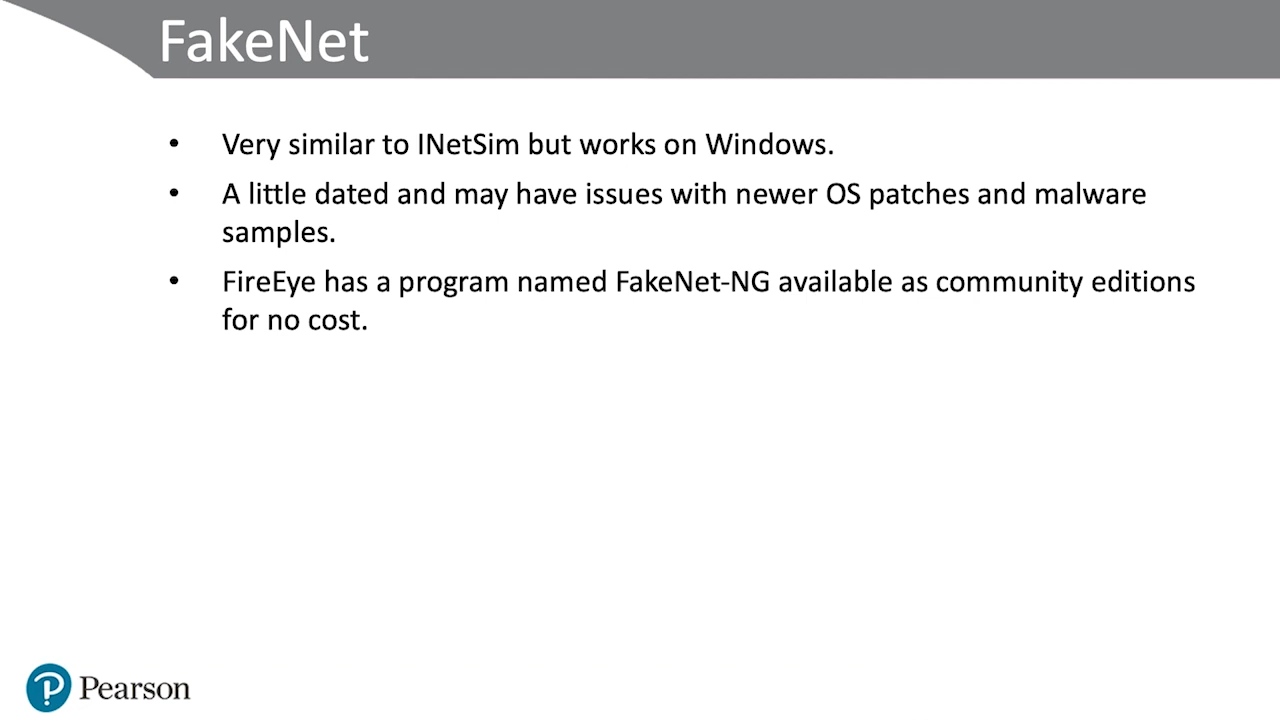 FakeNet
• Very similar to INetSim but works on Windows.
• A little dated and may have issues with newer OS patches and malware
samples.
• FireEye has a program named FakeNet-NG available as community editions
for no cost.
Pearson